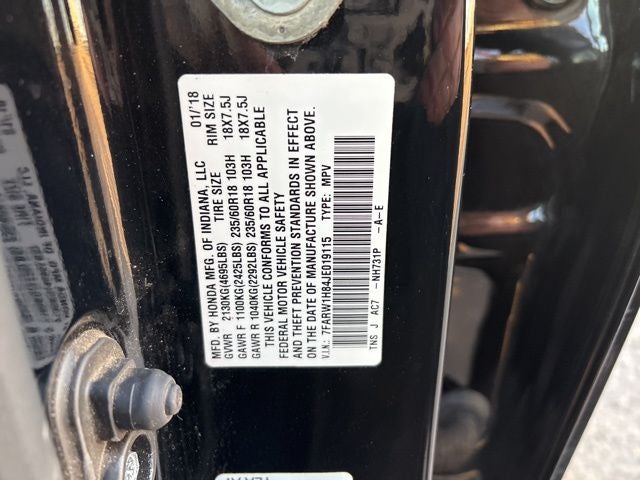 MFD. BY HONDA MFG. OF INDIANA, LLC 01/'18
TIRE SIZE RIM SIZE
GVWR 2130KG(4695LBS)
GAWR F 1100KG(2425LBS) 235/60R18 103H 18X7.5J
GAWR R 1040KG(2292LBS) 235/60R18 103H 18X7.5J
THIS VEHICLE CONFORMS TO ALL APPLICABLE
FEDERAL MOTOR VEHICLE SAFETY
AND THEFT PREVENTION STANDARDS IN EFFECT
ON THE DATE OF MANUFACTURE SHOWN ABOVE.
V.I.N.: 7FARW1H84JE019115 TYPE: MPV
TNS J AC7 -NH731P -A-E